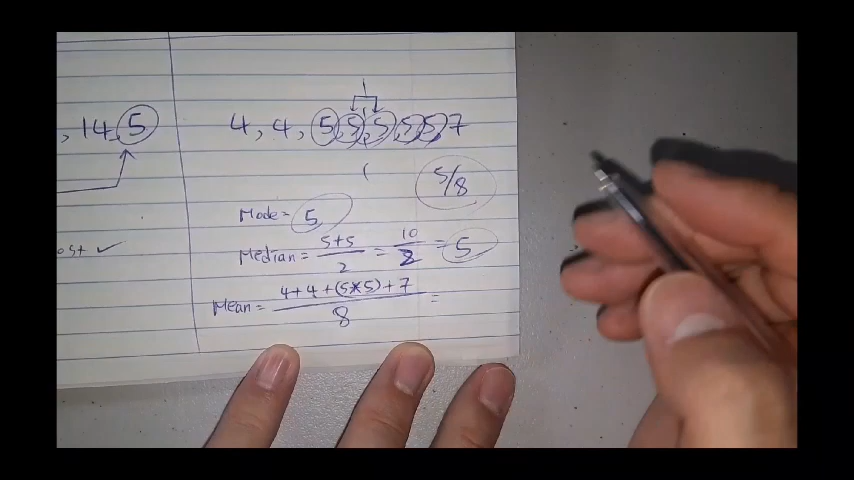 , 14, 5
4, 4, 5, 5, 5, 5, 5, 7
5/8
Mode = 5
Median = 5+5/2 = 10/2 = 5
Mean = 4+4+(5*5)+7/8 =